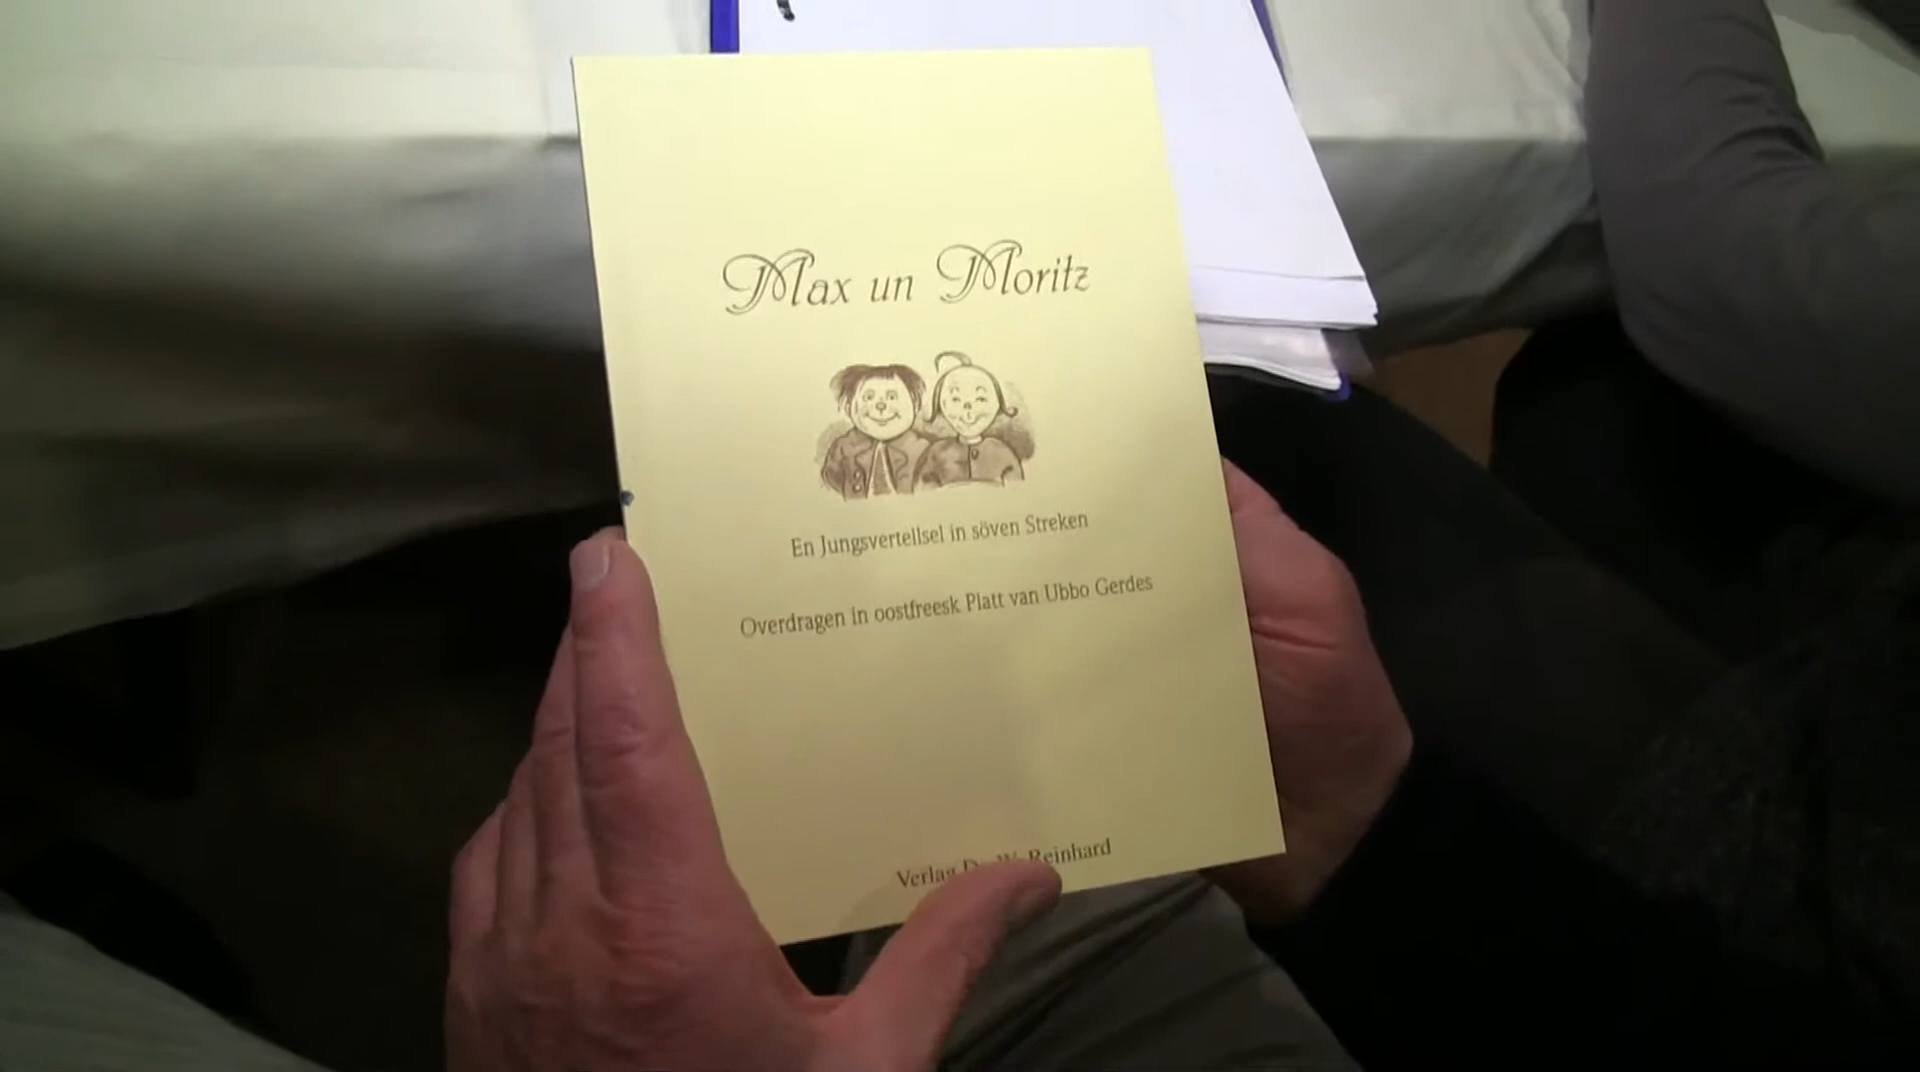 Max un Moritz
En Jungsvertellsel in söven Streken
Overdragen in oostfreesk Platt van Ubbo Gerdes
Verlag Reinhard